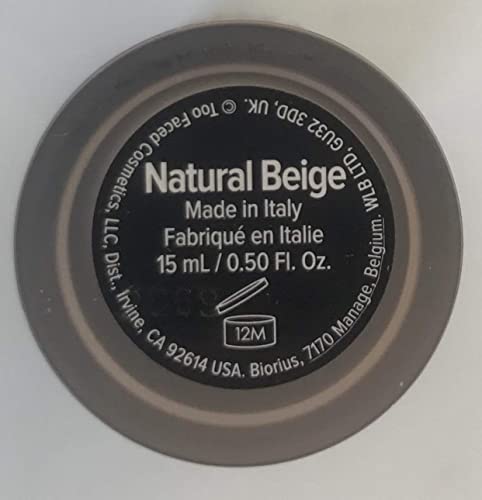 Natural Beige
Made in Italy
Fabriqué en Italie
15 mL / 0.50 Fl. Oz.
12M
© Too Faced Cosmetics, LLC, Dist., Irvine, CA 92614 USA. Biorius, 7170 Manage, Belgium. WLB LTD, GU32 3DD, UK.